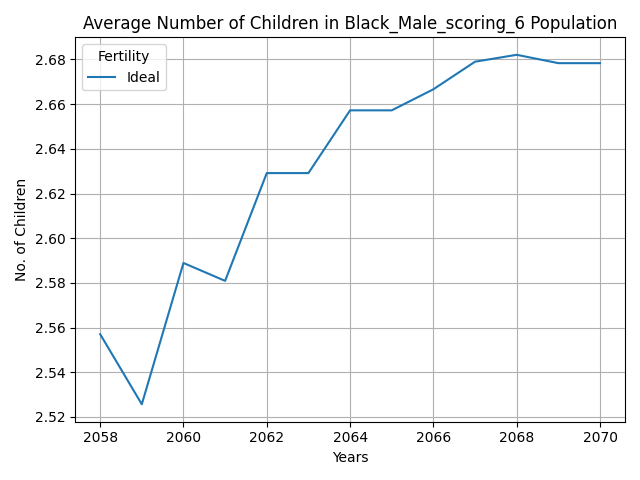 Average Number of Children in Black_Male_scoring_6 Population
Fertility
Ideal
No. of Children
2.68
2.66
2.64
2.62
2.60
2.58
2.56
2.54
2.52
2058 2060 2062 2064 2066 2068 2070
Years